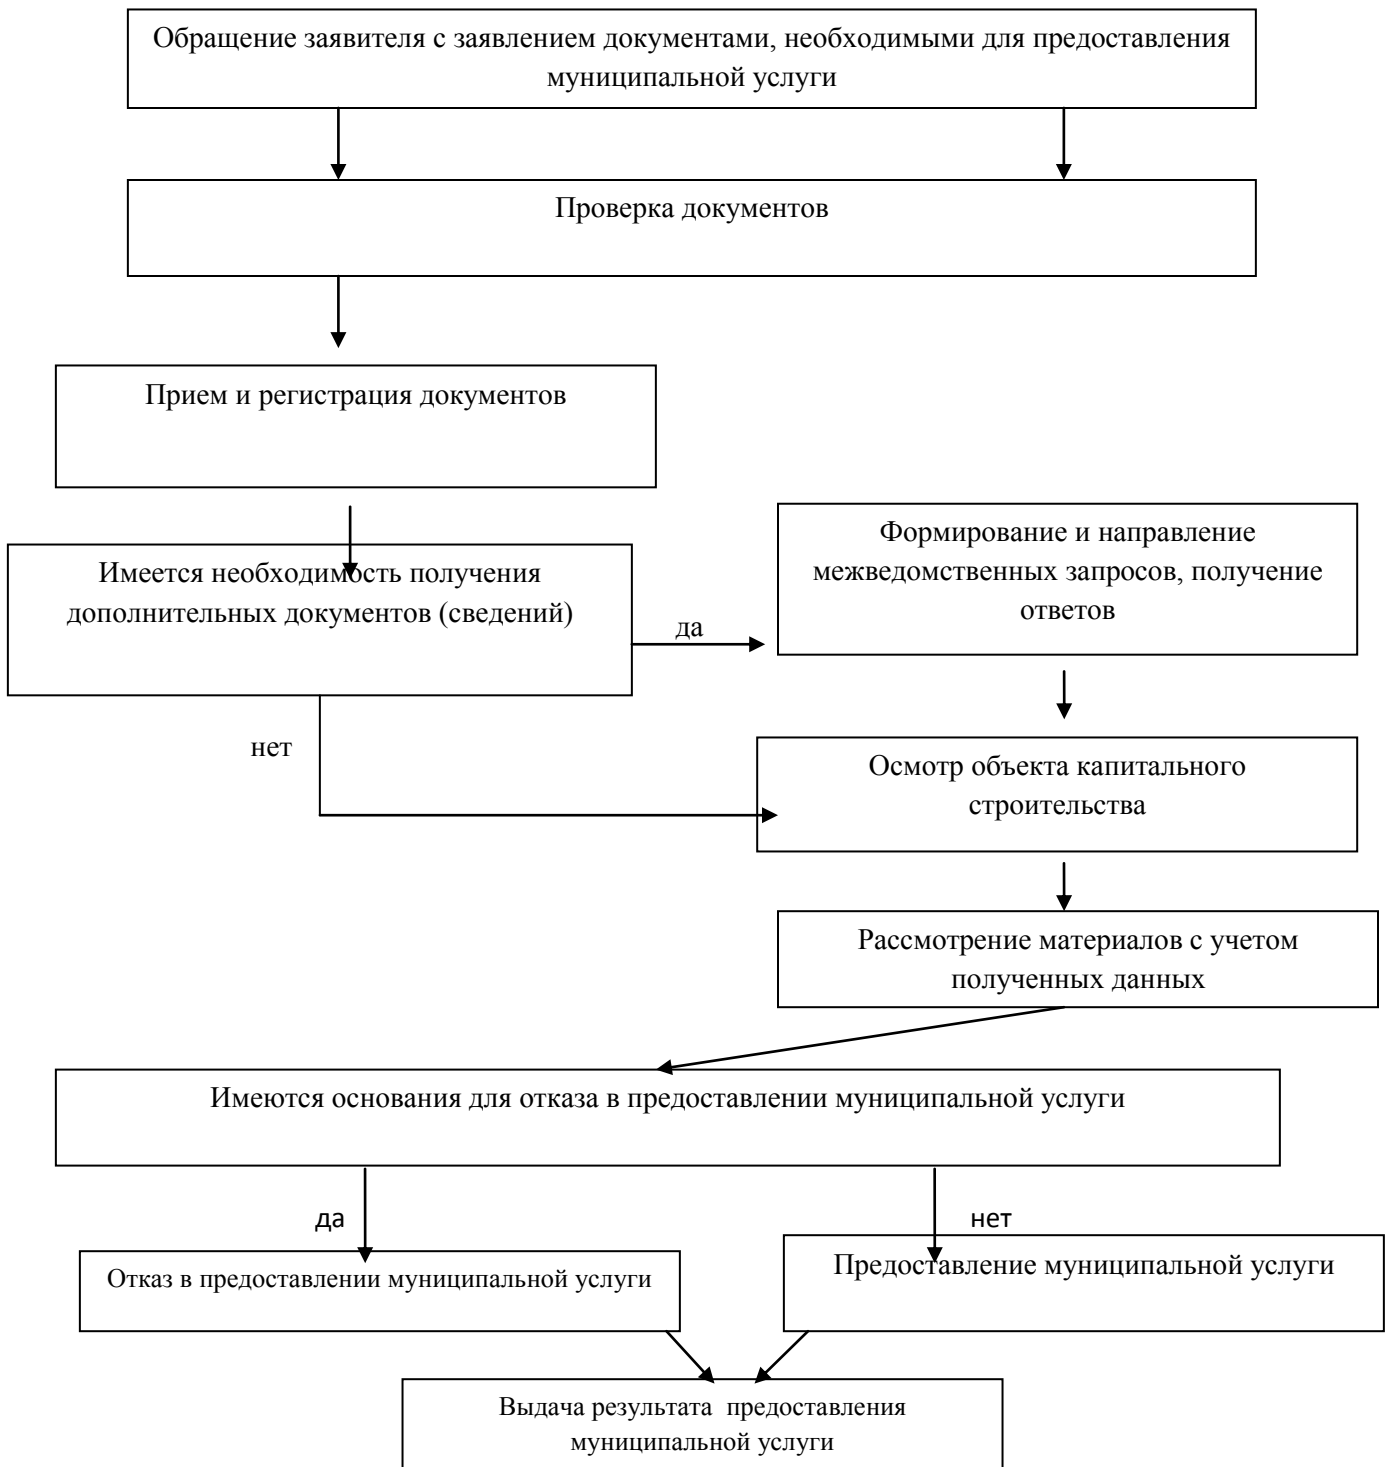 Обращение заявителя с заявлением документами, необходимыми для предоставления
муниципальной услуги
Проверка документов
Прием и регистрация документов
Имеется необходимость получения
дополнительных документов (сведений)
да
Формирование и направление
межведомственных запросов, получение
ответов
нет
Осмотр объекта капитального
строительства
Рассмотрение материалов с учетом
полученных данных
Имеются основания для отказа в предоставлении муниципальной услуги
да
нет
Отказ в предоставлении муниципальной услуги
Предоставление муниципальной услуги
Выдача результата предоставления
муниципальной услуги